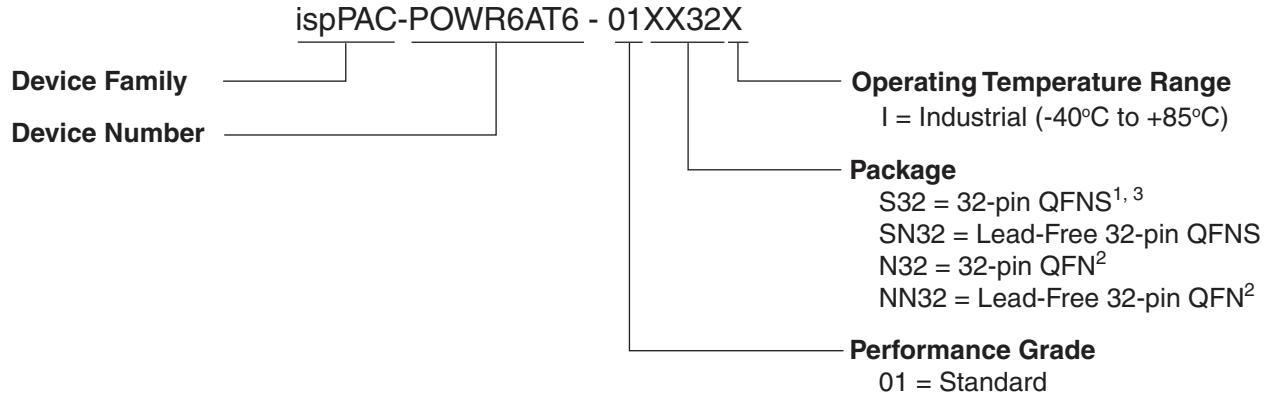 ispPAC-POWR6AT6 - 01XX32X
Device Family
Device Number
Operating Temperature Range
I = Industrial (-40°C to +85°C)
Package
S32 = 32-pin QFNS1, 3
SN32 = Lead-Free 32-pin QFNS
N32 = 32-pin QFN2
NN32 = Lead-Free 32-pin QFN2
Performance Grade
01 = Standard